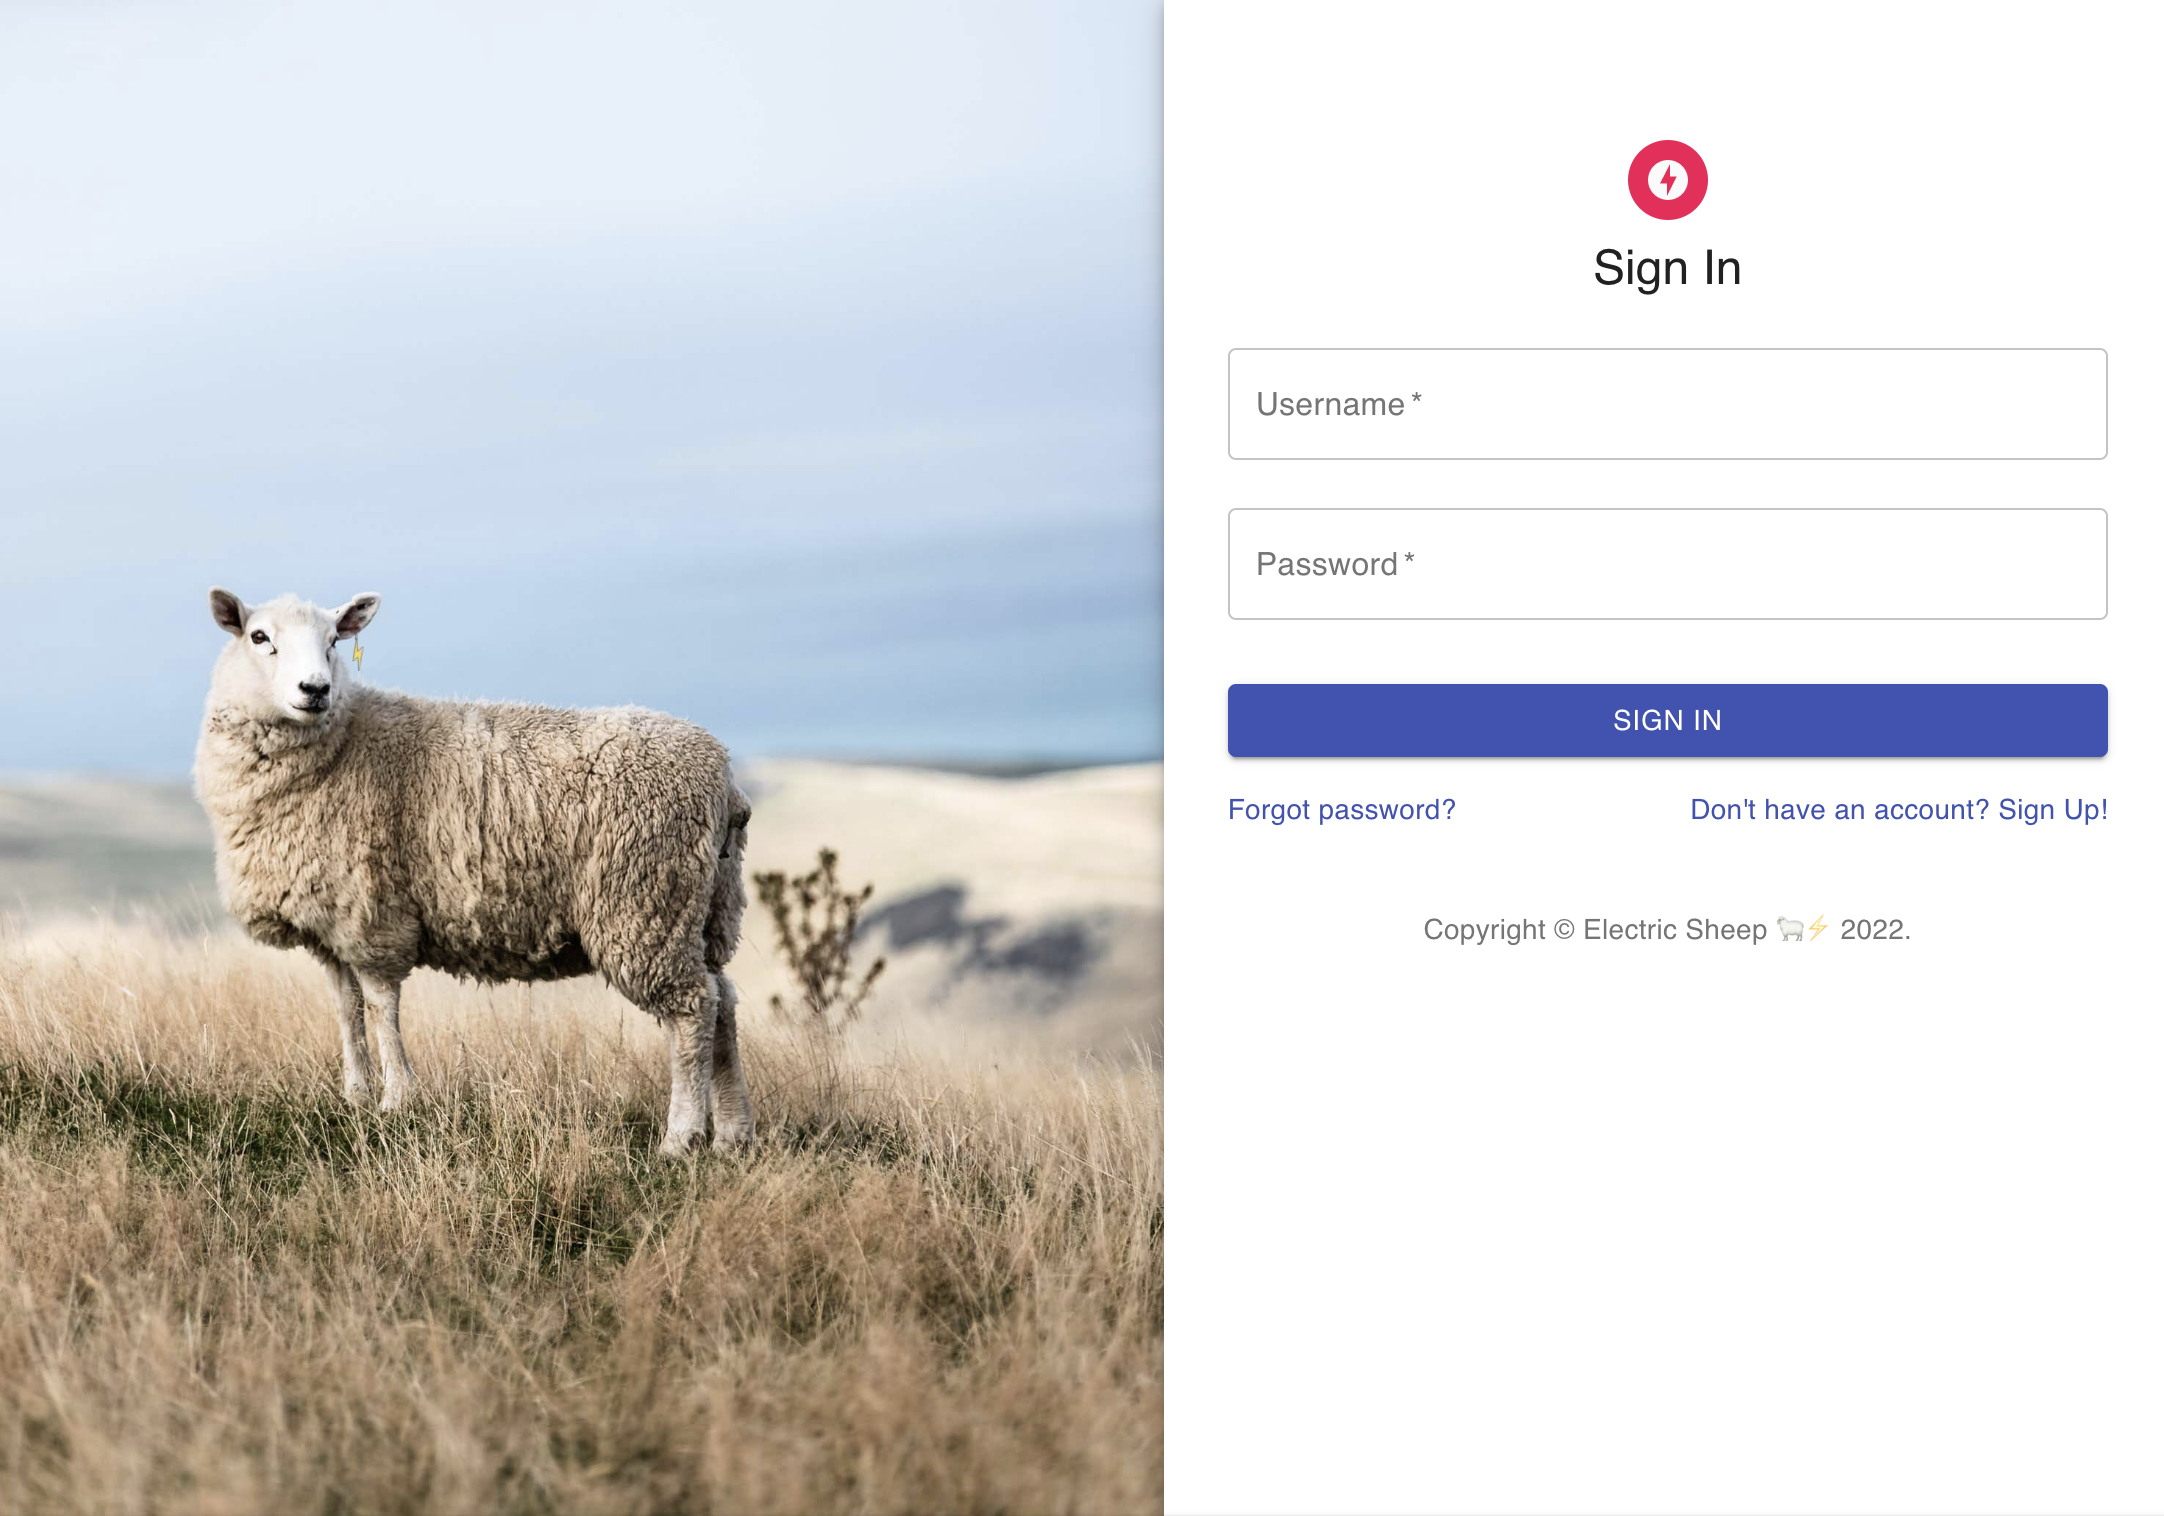 Sign In
Username *
Password *
SIGN IN
Forgot password?
Don't have an account? Sign Up!
Copyright © Electric Sheep 🐑⚡ 2022.